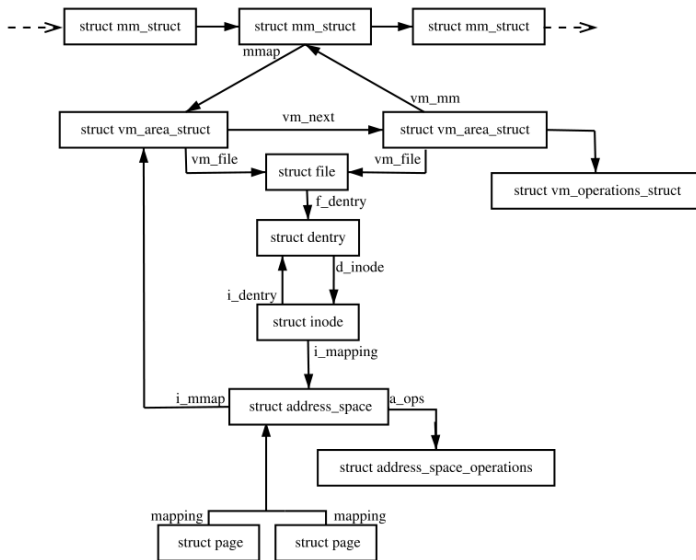 struct mm_struct
struct mm_struct
struct mm_struct
mmap
vm_mm
struct vm_area_struct
vm_next
struct vm_area_struct
vm_file
vm_file
struct file
struct vm_operations_struct
f_dentry
struct dentry
d_inode
i_dentry
struct inode
i_mapping
i_mmap
struct address_space
a_ops
struct address_space_operations
mapping
mapping
struct page
struct page